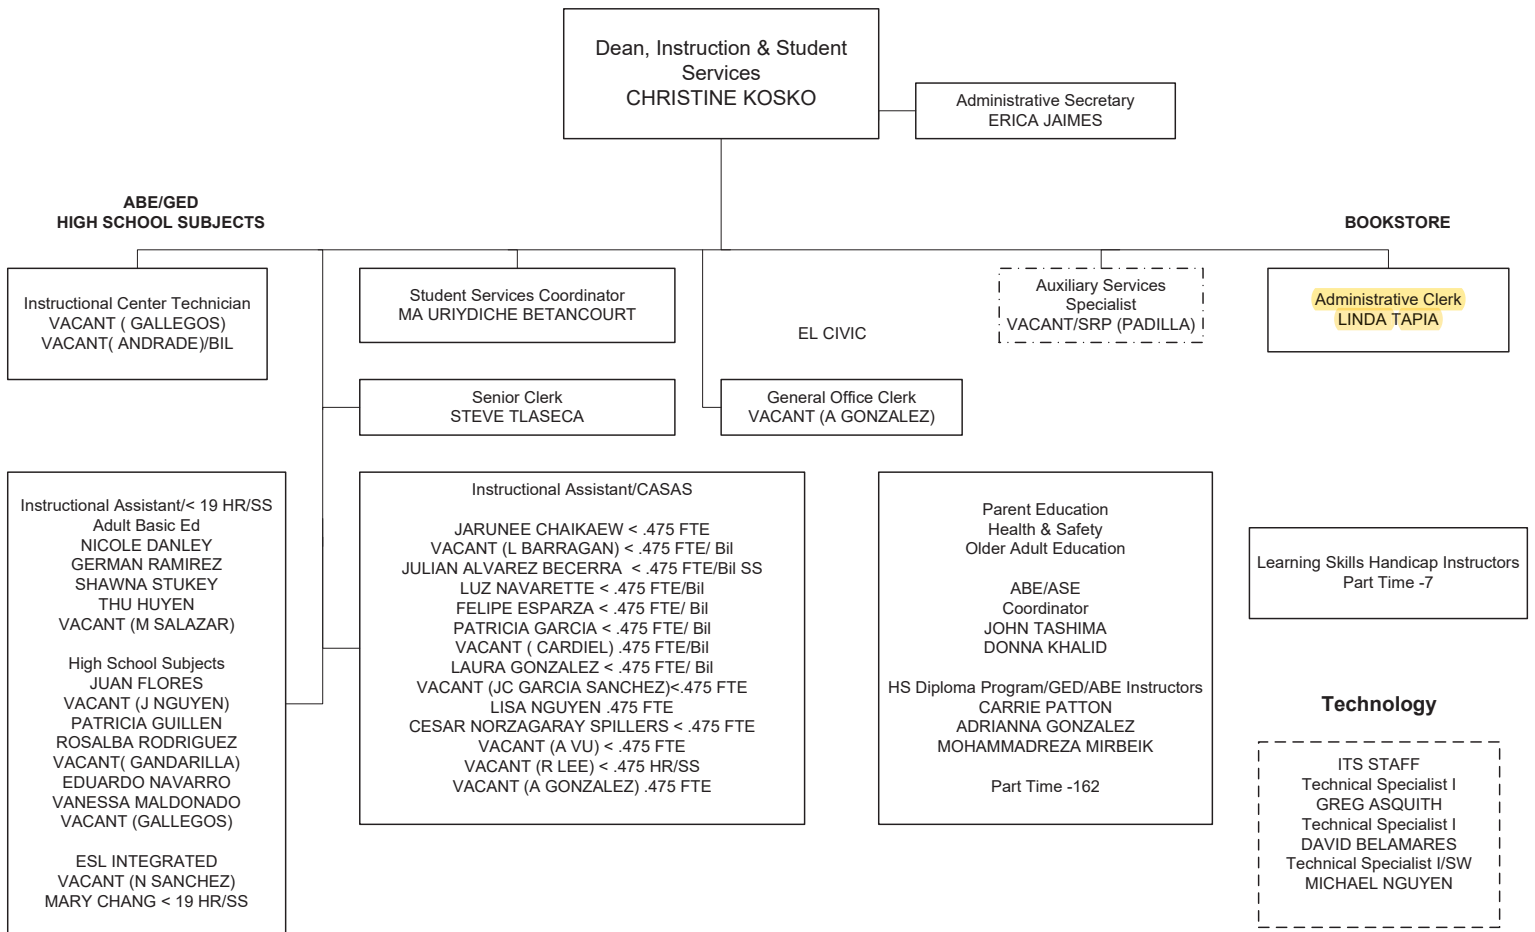 Dean, Instruction & Student
Services
CHRISTINE KOSKO
Administrative Secretary
ERICA JAIMES
ABE/GED
HIGH SCHOOL SUBJECTS
BOOKSTORE
Instructional Center Technician
VACANT ( GALLEGOS)
VACANT( ANDRADE)/BIL
Student Services Coordinator
MA URIYDICHE BETANCOURT
EL CIVIC
Auxiliary Services
Specialist
VACANT/SRP (PADILLA)
Administrative Clerk
LINDA TAPIA
Senior Clerk
STEVE TLASECA
General Office Clerk
VACANT (A GONZALEZ)
Instructional Assistant/< 19 HR/SS
Adult Basic Ed
NICOLE DANLEY
GERMAN RAMIREZ
SHAWNA STUKEY
THU HUYEN
VACANT (M SALAZAR)
High School Subjects
JUAN FLORES
VACANT (J NGUYEN)
PATRICIA GUILLEN
ROSALBA RODRIGUEZ
VACANT( GANDARILLA)
EDUARDO NAVARRO
VANESSA MALDONADO
VACANT (GALLEGOS)
ESL INTEGRATED
VACANT (N SANCHEZ)
MARY CHANG < 19 HR/SS
Instructional Assistant/CASAS
JARUNEE CHAIKAEW < .475 FTE
VACANT (L BARRAGAN) < .475 FTE/ Bil
JULIAN ALVAREZ BECERRA < .475 FTE/Bil SS
LUZ NAVARETTE < .475 FTE/Bil
FELIPE ESPARZA < .475 FTE/ Bil
PATRICIA GARCIA < .475 FTE/ Bil
VACANT ( CARDIEL) .475 FTE/Bil
LAURA GONZALEZ < .475 FTE/ Bil
VACANT (JC GARCIA SANCHEZ)<.475 FTE
LISA NGUYEN .475 FTE
CESAR NORZAGARAY SPILLERS < .475 FTE
VACANT (A VU) < .475 FTE
VACANT (R LEE) < .475 HR/SS
VACANT (A GONZALEZ) .475 FTE
Parent Education
Health & Safety
Older Adult Education
ABE/ASE
Coordinator
JOHN TASHIMA
DONNA KHALID
HS Diploma Program/GED/ABE Instructors
CARRIE PATTON
ADRIANNA GONZALEZ
MOHAMMADREZA MIRBEIK
Part Time -162
Learning Skills Handicap Instructors
Part Time -7
Technology
ITS STAFF
Technical Specialist I
GREG ASQUITH
Technical Specialist I
DAVID BELAMARES
Technical Specialist I/SW
MICHAEL NGUYEN